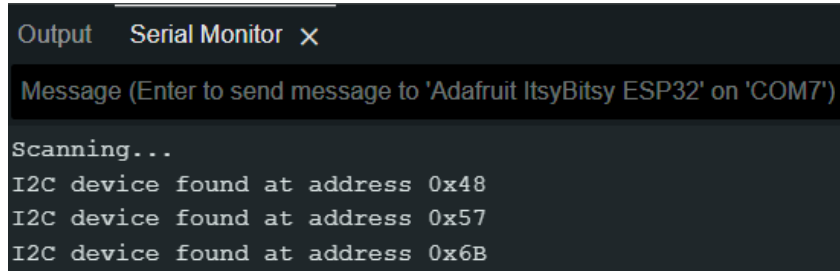 Output Serial Monitor ×
Message (Enter to send message to 'Adafruit ItsyBitsy ESP32' on 'COM7')
Scanning...
I2C device found at address 0x48
I2C device found at address 0x57
I2C device found at address 0x6B